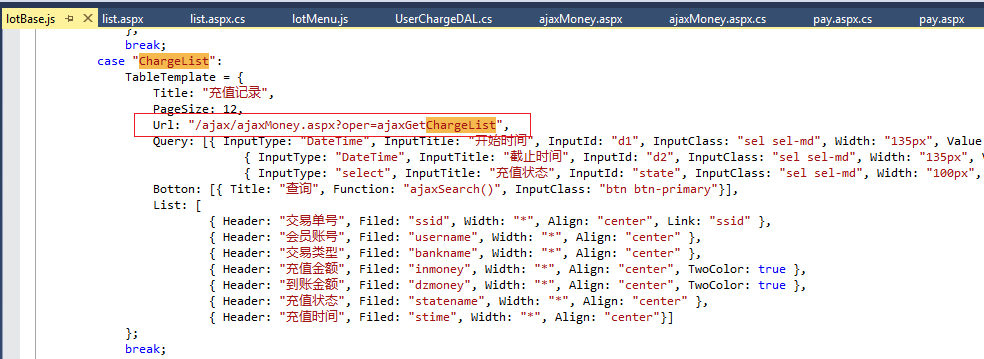 lotBase.js list.aspx list.aspx.cs lotMenu.js UserChargeDAL.cs ajaxMoney.aspx ajaxMoney.aspx.cs pay.aspx.cs pay.aspx
};
break;
case "ChargeList":
TableTemplate = {
Title: "充值记录",
PageSize: 12,
Url: "/ajax/ajaxMoney.aspx?oper=ajaxGetChargeList",
Query: [{ InputType: "DateTime", InputTitle: "开始时间", InputId: "d1", InputClass: "sel sel-md", Width: "135px", Value
{ InputType: "DateTime", InputTitle: "截止时间", InputId: "d2", InputClass: "sel sel-md", Width: "135px", V
{ InputType: "select", InputTitle: "充值状态", InputId: "state", InputClass: "sel sel-md", Width: "100px",
Botton: [{ Title: "查询", Function: "ajaxSearch()", InputClass: "btn btn-primary"}],
List: [
{ Header: "交易单号", Filed: "ssid", Width: "*", Align: "center", Link: "ssid" },
{ Header: "会员账号", Filed: "username", Width: "*", Align: "center" },
{ Header: "交易类型", Filed: "bankname", Width: "*", Align: "center" },
{ Header: "充值金额", Filed: "inmoney", Width: "*", Align: "center", TwoColor: true },
{ Header: "到账金额", Filed: "dzmoney", Width: "*", Align: "center", TwoColor: true },
{ Header: "充值状态", Filed: "statename", Width: "*", Align: "center" },
{ Header: "充值时间", Filed: "stime", Width: "*", Align: "center"}]
};
break;